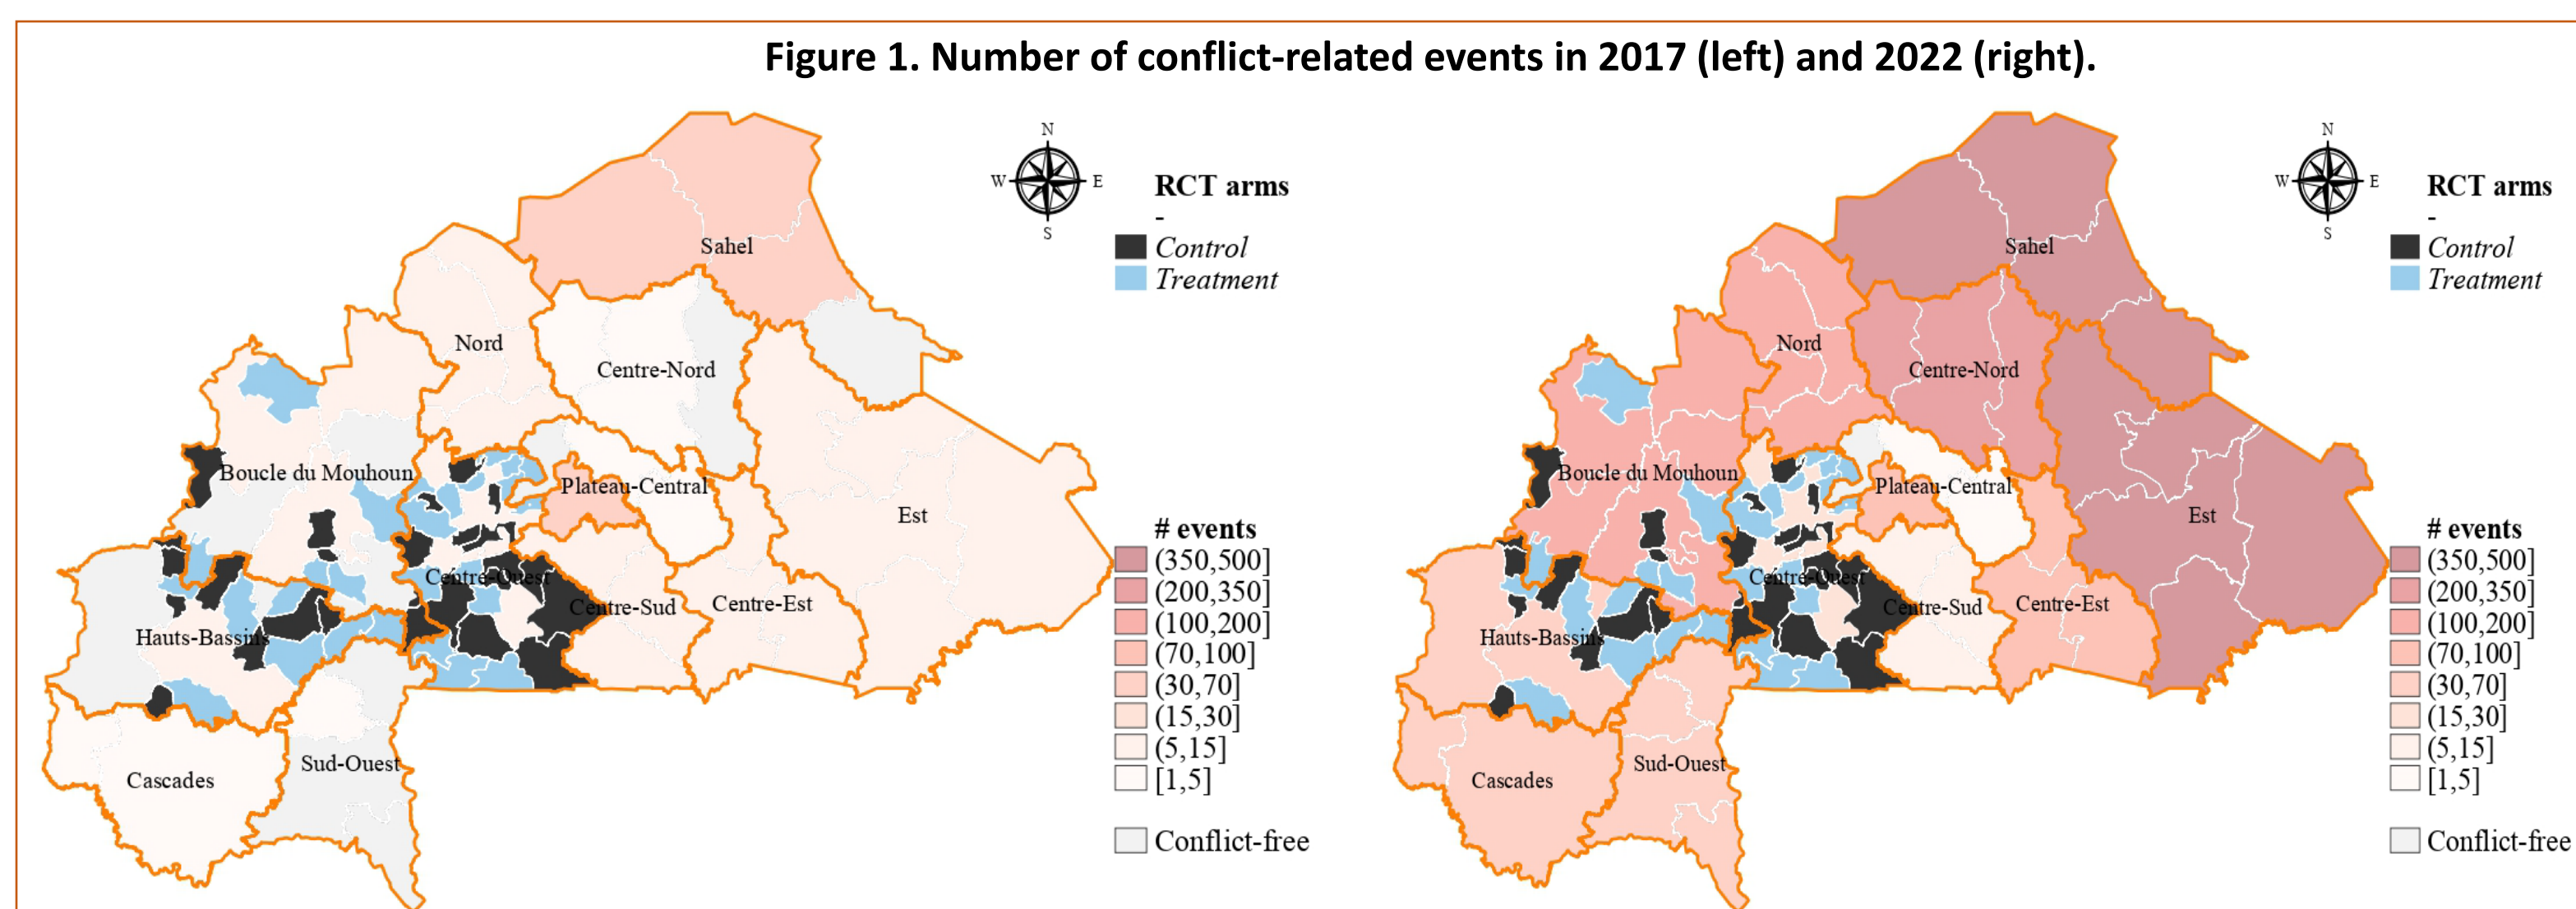 Figure 1. Number of conflict-related events in 2017 (left) and 2022 (right).
N
W
E
S
RCT arms
-
Control
Treatment
Sahel
Nord
Centre-Nord
Boucle du Mouhoun
Plateau-Central
Est
Centre-Ouest
Centre-Sud
Centre-Est
Hauts-Bassins
Sud-Ouest
Cascades
# events
(350,500]
(200,350]
(100,200]
(70,100]
(30,70]
(15,30]
(5,15]
[1,5]
Conflict-free
N
W
E
S
RCT arms
-
Control
Treatment
Sahel
Nord
Centre-Nord
Boucle du Mouhoun
Plateau-Central
Est
Centre-Ouest
Centre-Sud
Centre-Est
Hauts-Bassins
Sud-Ouest
Cascades
# events
(350,500]
(200,350]
(100,200]
(70,100]
(30,70]
(15,30]
(5,15]
[1,5]
Conflict-free